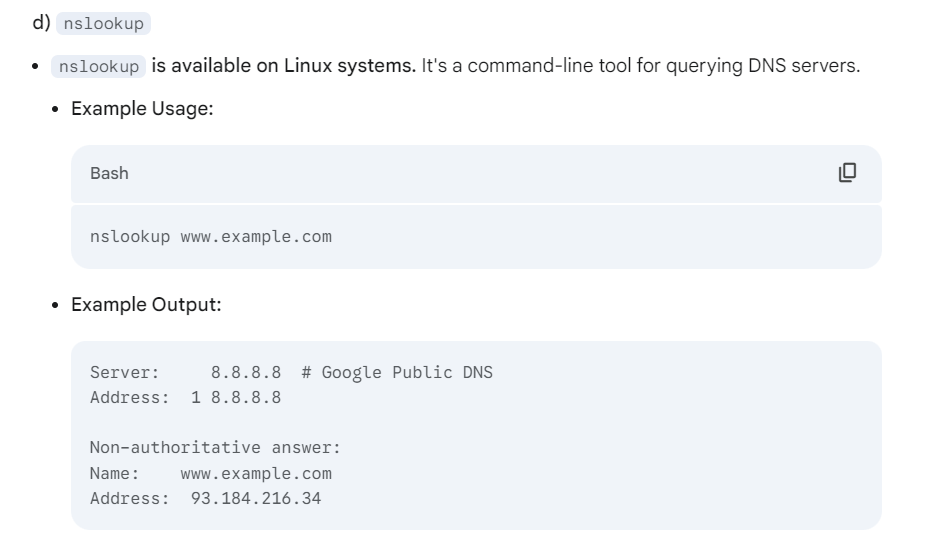 d) nslookup
• nslookup is available on Linux systems. It's a command-line tool for querying DNS servers.
• Example Usage:
Bash
nslookup www.example.com
• Example Output:
Server:     8.8.8.8  # Google Public DNS
Address:  1 8.8.8.8
Non-authoritative answer:
Name:    www.example.com
Address:  93.184.216.34